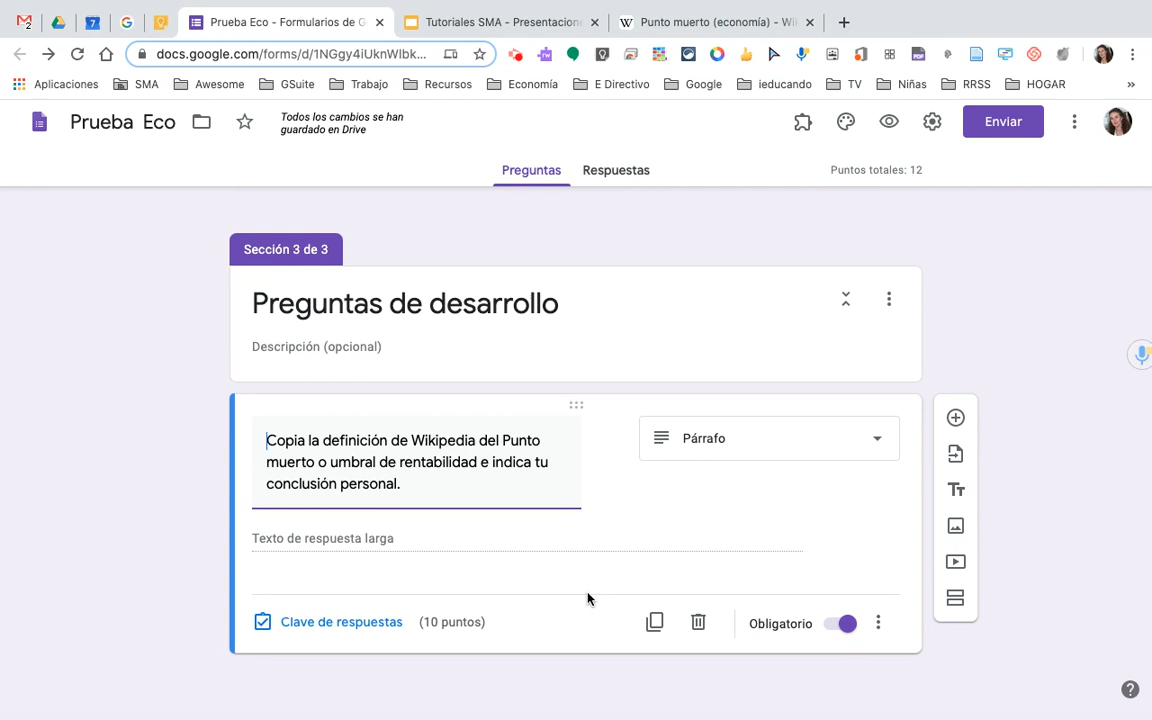 Prueba Eco - Formularios de G
Tutoriales SMA - Presentacione
Punto muerto (economía) - Wi
docs.google.com/forms/d/1NGgy4iUknWIbk...
Aplicaciones
SMA
Awesome
GSuite
Trabajo
Recursos
Economía
E Directivo
Google
ieducando
TV
Niñas
RRSS
HOGAR
»
Prueba Eco
Todos los cambios se han
guardado en Drive
Enviar
Preguntas
Respuestas
Puntos totales: 12
Sección 3 de 3
Preguntas de desarrollo
Descripción (opcional)
Copia la definición de Wikipedia del Punto
muerto o umbral de rentabilidad e indica tu
conclusión personal.
Párrafo
Texto de respuesta larga
Clave de respuestas (10 puntos)
Obligatorio